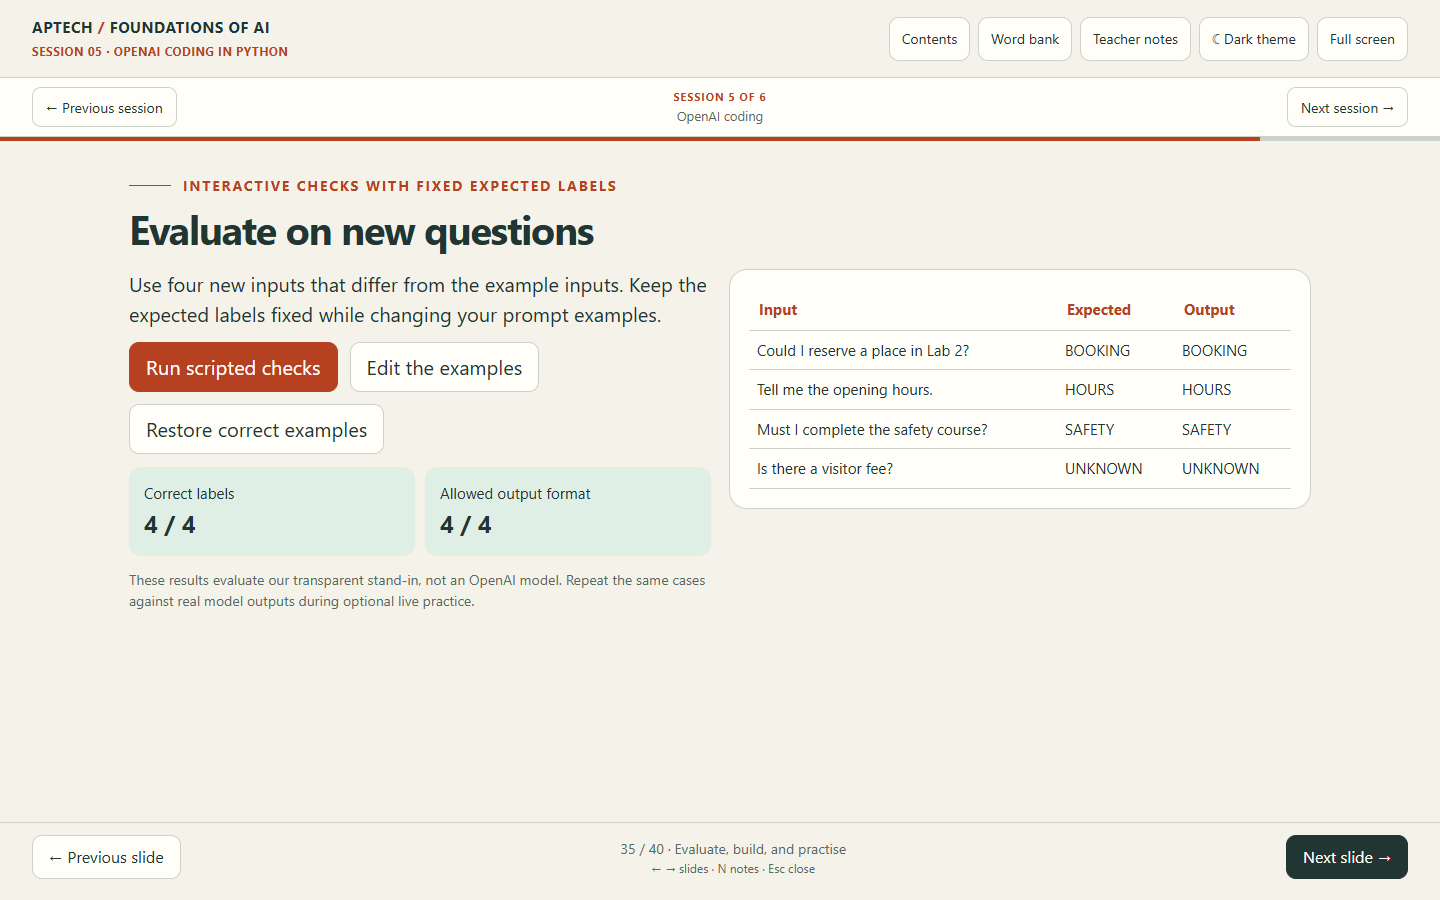 APTECH / FOUNDATIONS OF AI
SESSION 05 · OPENAI CODING IN PYTHON
Contents
Word bank
Teacher notes
☾ Dark theme
Full screen
← Previous session
SESSION 5 OF 6
OpenAI coding
Next session →
INTERACTIVE CHECKS WITH FIXED EXPECTED LABELS
Evaluate on new questions
Use four new inputs that differ from the example inputs. Keep the
expected labels fixed while changing your prompt examples.
Run scripted checks
Edit the examples
Restore correct examples
Correct labels
4 / 4
Allowed output format
4 / 4
These results evaluate our transparent stand-in, not an OpenAI model. Repeat the same cases
against real model outputs during optional live practice.
Input Expected Output
Could I reserve a place in Lab 2? BOOKING BOOKING
Tell me the opening hours. HOURS HOURS
Must I complete the safety course? SAFETY SAFETY
Is there a visitor fee? UNKNOWN UNKNOWN
← Previous slide
35 / 40 · Evaluate, build, and practise
← → slides · N notes · Esc close
Next slide →